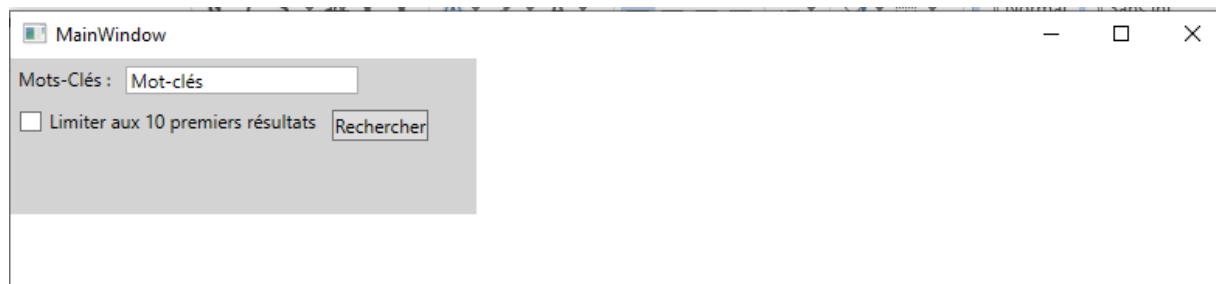 MainWindow
Mots-Clés : Mot-clés
Limiter aux 10 premiers résultats Rechercher